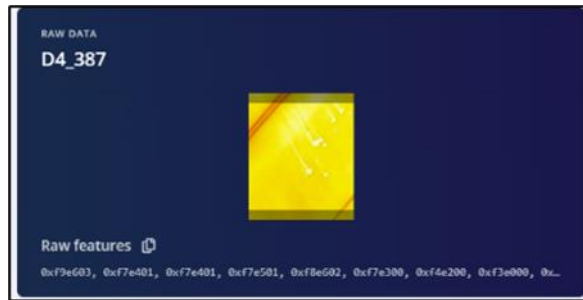 RAW DATA
D4_387
Raw features
0xf9e603, 0xf7e401, 0xf7e401, 0xf7e501, 0xf8e602, 0xf7e300, 0xf4e200, 0xf3e000, 0x…